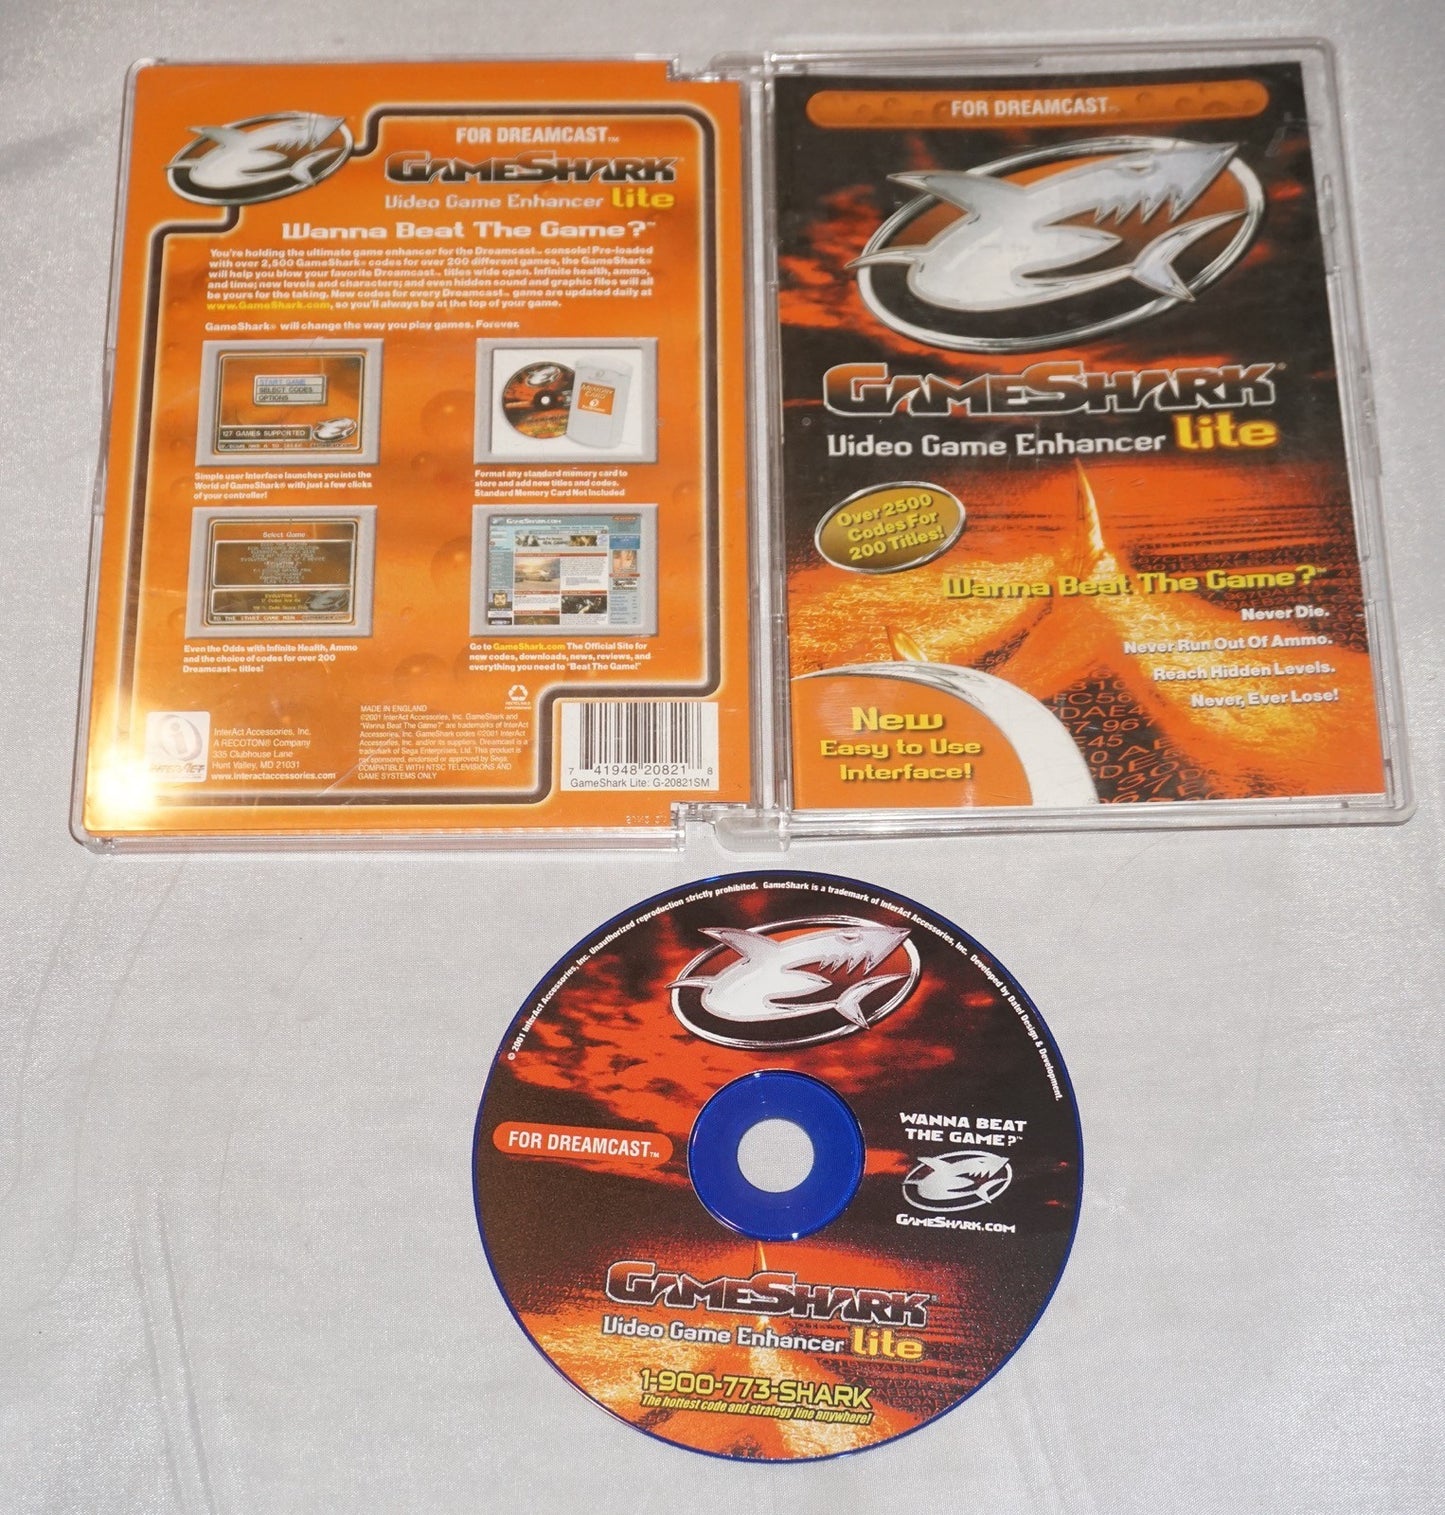 FOR DREAMCAST™
GAMESHARK®
Video Game Enhancer lite
Wanna Beat The Game?™
You're holding the ultimate game enhancer for the Dreamcast™ console! Pre-loaded
with over 2,500 GameShark® codes for over 200 different games, the GameShark®
will help you blow your favorite Dreamcast™ titles wide open. Infinite health, ammo,
and time; new levels and characters; and even hidden sound and graphic files will all
be yours for the taking. New codes for every Dreamcast™ game are updated daily at
www.GameShark.com, so you'll always be at the top of your game.
GameShark® will change the way you play games. Forever.
START GAME
SELECT CODES
OPTIONS
127 GAMES SUPPORTED
Simple user interface launches you into the
World of GameShark® with just a few clicks
of your controller!
MEMORY
CARD
Format any standard memory card to
store and add new titles and codes.
Standard Memory Card Not Included
Select Game
EVOLUTION 2
Even the Odds with Infinite Health, Ammo
and the choice of codes for over 200
Dreamcast™ titles!
GAMESHARK.COM
Go to GameShark.com The Official Site for
new codes, downloads, news, reviews, and
everything you need to "Beat The Game!"
INTERACT
InterAct Accessories, Inc.
A RECOTON® Company
335 Clubhouse Lane
Hunt Valley, MD 21031
www.interactaccessories.com
MADE IN ENGLAND
©2001 InterAct Accessories, Inc. GameShark and
"Wanna Beat The Game?" are trademarks of InterAct
Accessories, Inc. GameShark codes ©2001 InterAct
Accessories, Inc. and/or its suppliers. Dreamcast is a
trademark of Sega Enterprises, Ltd. This product is
not sponsored, endorsed or approved by Sega.
COMPATIBLE WITH NTSC TELEVISIONS AND
GAME SYSTEMS ONLY
7 41948 20821 8
GameShark Lite: G-20821SM
FOR DREAMCAST™
GAMESHARK®
Video Game Enhancer lite
Over 2500
Codes For
200 Titles!
Wanna Beat The Game?™
Never Die.
Never Run Out Of Ammo.
Reach Hidden Levels.
Never, Ever Lose!
New
Easy to Use
Interface!
© 2001 InterAct Accessories, Inc. Unauthorized reproduction strictly prohibited. GameShark is a trademark of InterAct Accessories, Inc. Developed by Datel Design & Development.
FOR DREAMCAST™
WANNA BEAT
THE GAME?™
GAMESHARK.COM
GAMESHARK®
Video Game Enhancer lite
1-900-773-SHARK
The hottest code and strategy line anywhere!